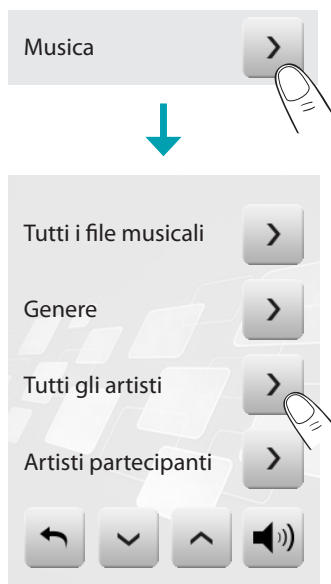 Musica
Tutti i file musicali
Genere
Tutti gli artisti
Artisti partecipanti